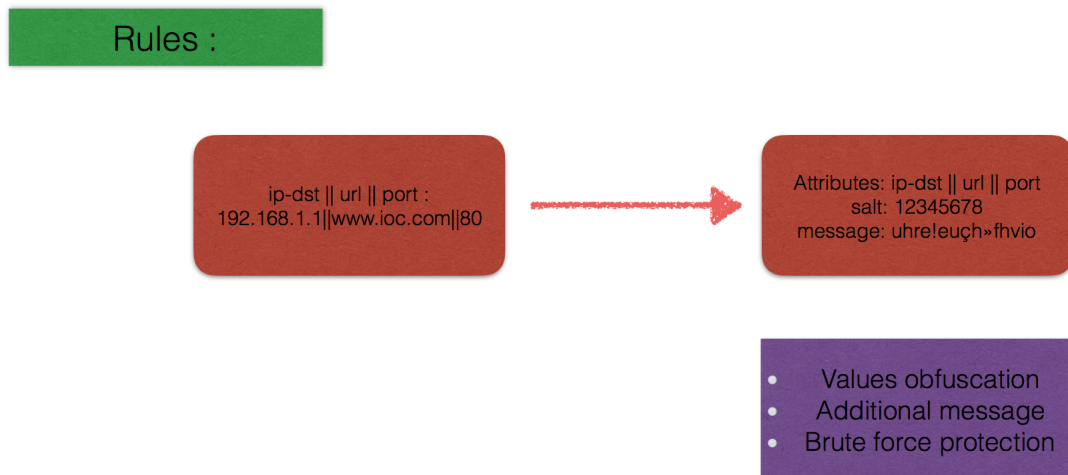 Rules :
ip-dst || url || port :
192.168.1.1||www.ioc.com||80
Attributes: ip-dst || url || port
salt: 12345678
message: uhre!euçh»fhvio
• Values obfuscation
• Additional message
• Brute force protection